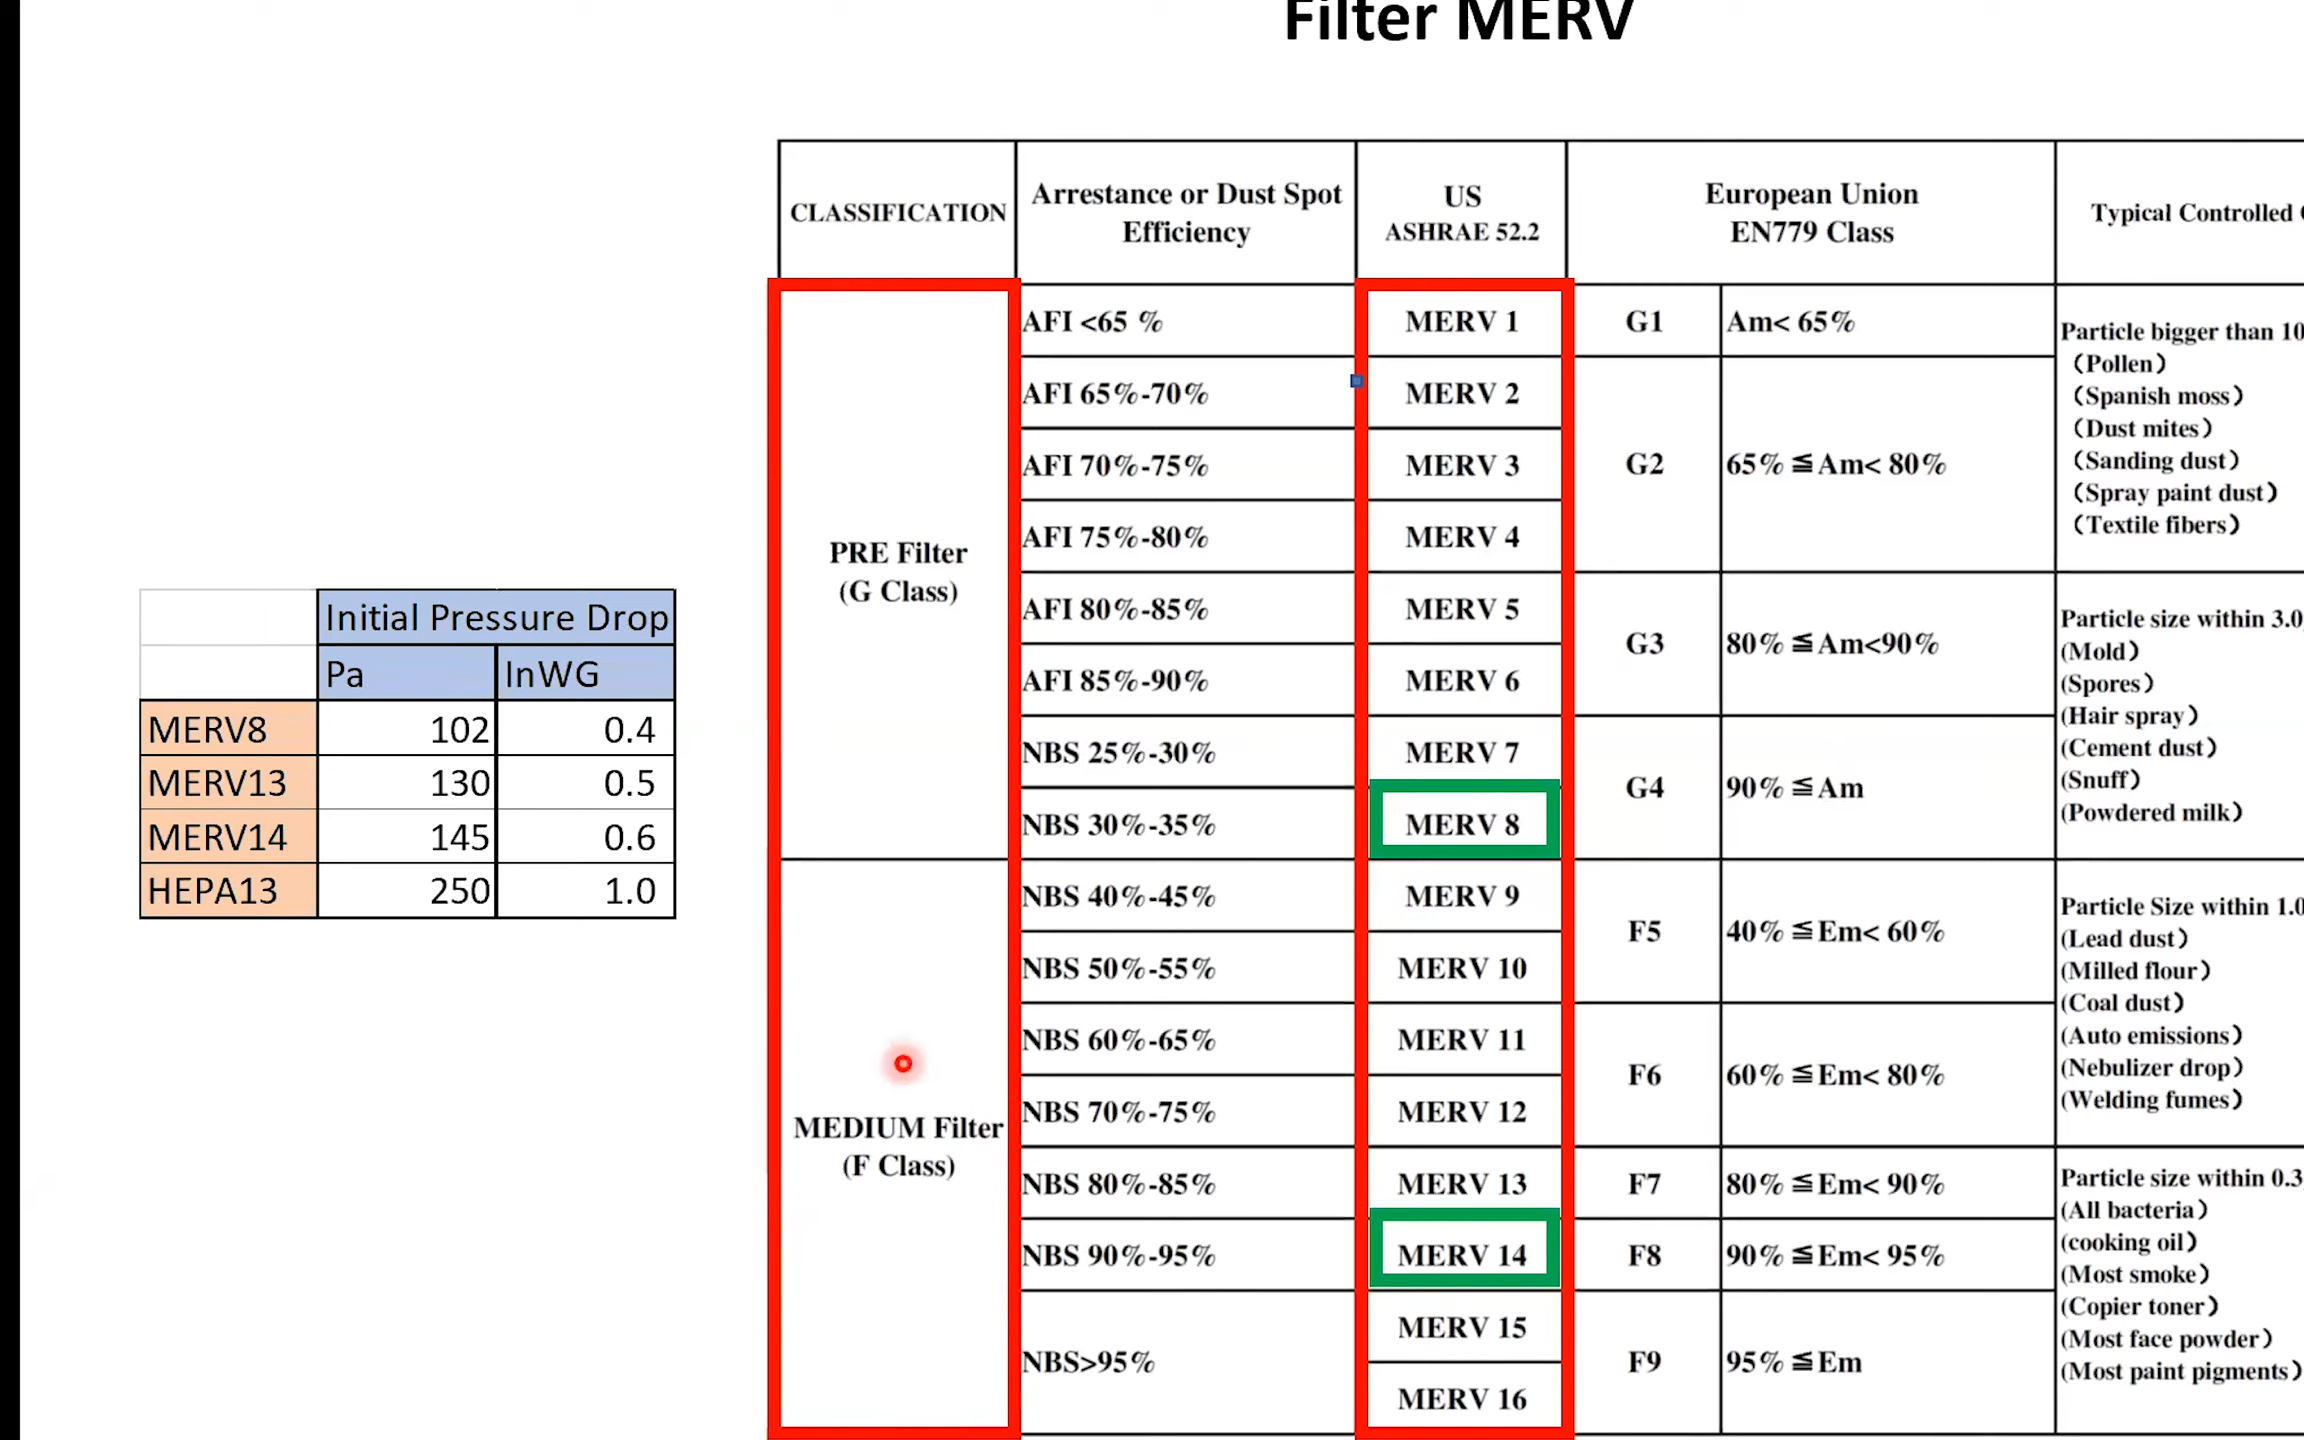 Filter MERV
Initial Pressure Drop
Pa InWG
MERV8 102 0.4
MERV13 130 0.5
MERV14 145 0.6
HEPA13 250 1.0
CLASSIFICATION
Arrestance or Dust Spot
Efficiency
US
ASHRAE 52.2
European Union
EN779 Class
Typical Controlled
PRE Filter
(G Class)
AFI <65 % MERV 1 G1 Am< 65%
AFI 65%-70% MERV 2
AFI 70%-75% MERV 3 G2 65% ≦Am< 80%
AFI 75%-80% MERV 4
Particle bigger than 10
(Pollen)
(Spanish moss)
(Dust mites)
(Sanding dust)
(Spray paint dust)
(Textile fibers)
AFI 80%-85% MERV 5
G3 80% ≦Am<90%
AFI 85%-90% MERV 6
NBS 25%-30% MERV 7
G4 90% ≦Am
NBS 30%-35% MERV 8
Particle size within 3.0
(Mold)
(Spores)
(Hair spray)
(Cement dust)
(Snuff)
(Powdered milk)
MEDIUM Filter
(F Class)
NBS 40%-45% MERV 9
F5 40% ≦Em< 60%
NBS 50%-55% MERV 10
NBS 60%-65% MERV 11
F6 60% ≦Em< 80%
NBS 70%-75% MERV 12
Particle Size within 1.0
(Lead dust)
(Milled flour)
(Coal dust)
(Auto emissions)
(Nebulizer drop)
(Welding fumes)
NBS 80%-85% MERV 13 F7 80% ≦Em< 90%
NBS 90%-95% MERV 14 F8 90% ≦Em< 95%
MERV 15
NBS>95% F9 95% ≦Em
MERV 16
Particle size within 0.3
(All bacteria)
(cooking oil)
(Most smoke)
(Copier toner)
(Most face powder)
(Most paint pigments)